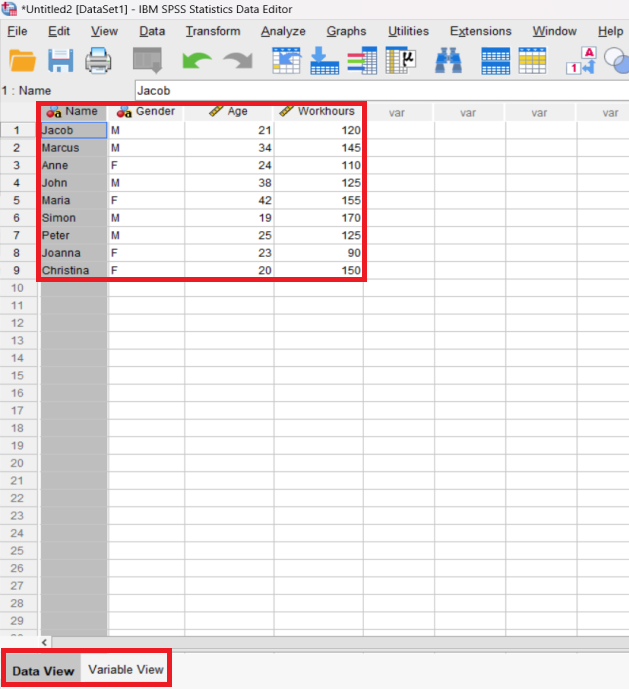 *Untitled2 [DataSet1] - IBM SPSS Statistics Data Editor
File Edit View Data Transform Analyze Graphs Utilities Extensions Window Help
1 : Name Jacob
Name Gender Age Workhours var var var var
1 Jacob M 21 120
2 Marcus M 34 145
3 Anne F 24 110
4 John M 38 125
5 Maria F 42 155
6 Simon M 19 170
7 Peter M 25 125
8 Joanna F 23 90
9 Christina F 20 150
10
11
12
13
14
15
16
17
18
19
20
21
22
23
24
25
26
27
28
29
Data View Variable View